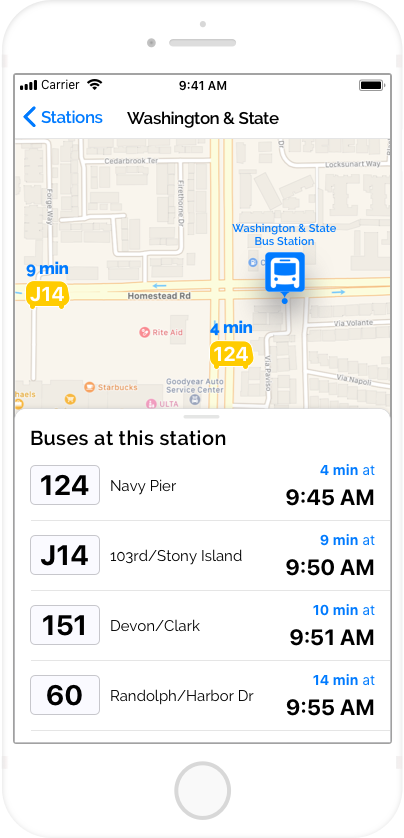 Carrier 9:41 AM
Stations Washington & State
Cedarbrook Ter
Locksunart Way
Forge Way
Firethorne Dr
Washington & State
Bus Station
9 min
J14
Homestead Rd
4 min
124
Rite Aid
Via Volante
Via Paviso
Via Napoli
Goodyear Auto
Service Center
Starbucks
haels
ULTA
Buses at this station
124 Navy Pier 4 min at 9:45 AM
J14 103rd/Stony Island 9 min at 9:50 AM
151 Devon/Clark 10 min at 9:51 AM
60 Randolph/Harbor Dr 14 min at 9:55 AM